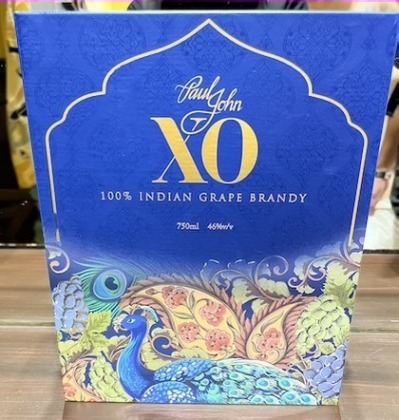 Paul
John
XO
100% INDIAN GRAPE BRANDY
750ml 46%v/v